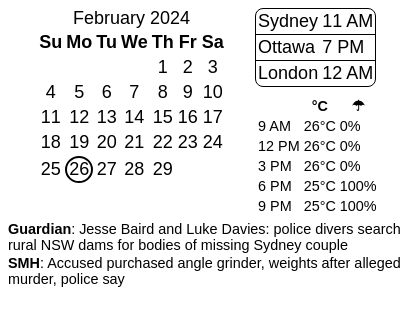 February 2024
Su Mo Tu We Th Fr Sa
1 2 3
4 5 6 7 8 9 10
11 12 13 14 15 16 17
18 19 20 21 22 23 24
25 26 27 28 29
Sydney 11 AM
Ottawa 7 PM
London 12 AM
°C ☂
9 AM 26°C 0%
12 PM 26°C 0%
3 PM 26°C 0%
6 PM 25°C 100%
9 PM 25°C 100%
Guardian: Jesse Baird and Luke Davies: police divers search
rural NSW dams for bodies of missing Sydney couple
SMH: Accused purchased angle grinder, weights after alleged
murder, police say